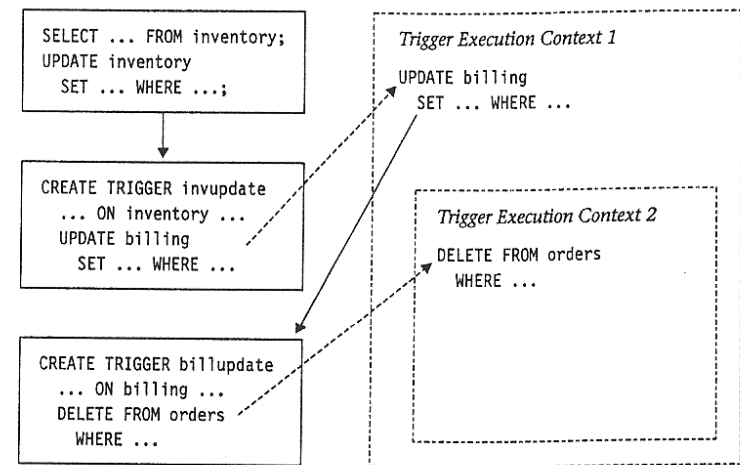 SELECT ... FROM inventory;
UPDATE inventory
SET ... WHERE ...;
CREATE TRIGGER invupdate
... ON inventory ...
UPDATE billing
SET ... WHERE ...
CREATE TRIGGER billupdate
... ON billing ...
DELETE FROM orders
WHERE ...
Trigger Execution Context 1
UPDATE billing
SET ... WHERE ...
Trigger Execution Context 2
DELETE FROM orders
WHERE ...